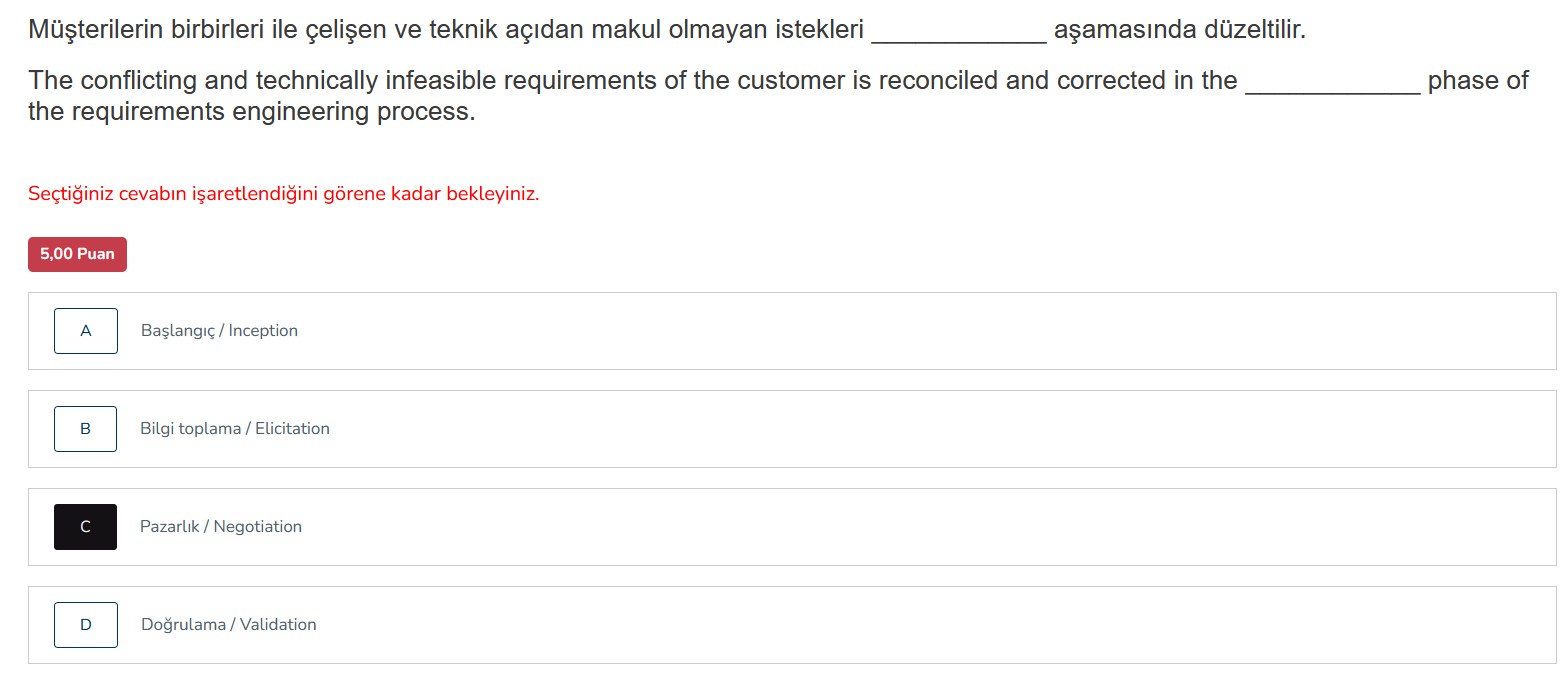 Müşterilerin birbirleri ile çelişen ve teknik açıdan makul olmayan istekleri ____________ aşamasında düzeltilir.
The conflicting and technically infeasible requirements of the customer is reconciled and corrected in the ____________ phase of
the requirements engineering process.
Seçtiğiniz cevabın işaretlendiğini görene kadar bekleyiniz.
5,00 Puan
A Başlangıç / Inception
B Bilgi toplama / Elicitation
C Pazarlık / Negotiation
D Doğrulama / Validation